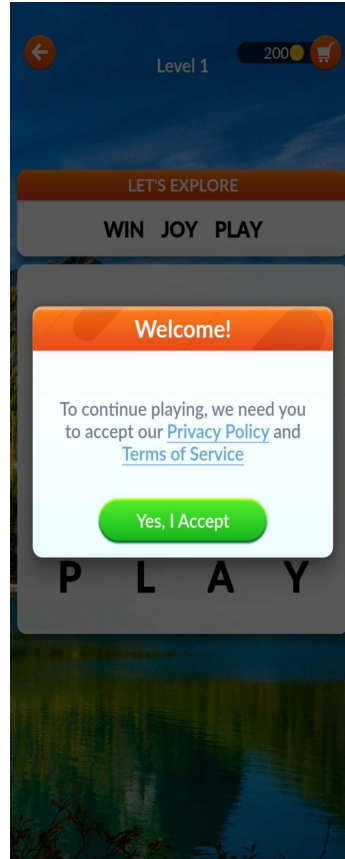 Level 1
200
LET'S EXPLORE
WIN JOY PLAY
Welcome!
To continue playing, we need you
to accept our Privacy Policy and
Terms of Service
Yes, I Accept
P L A Y